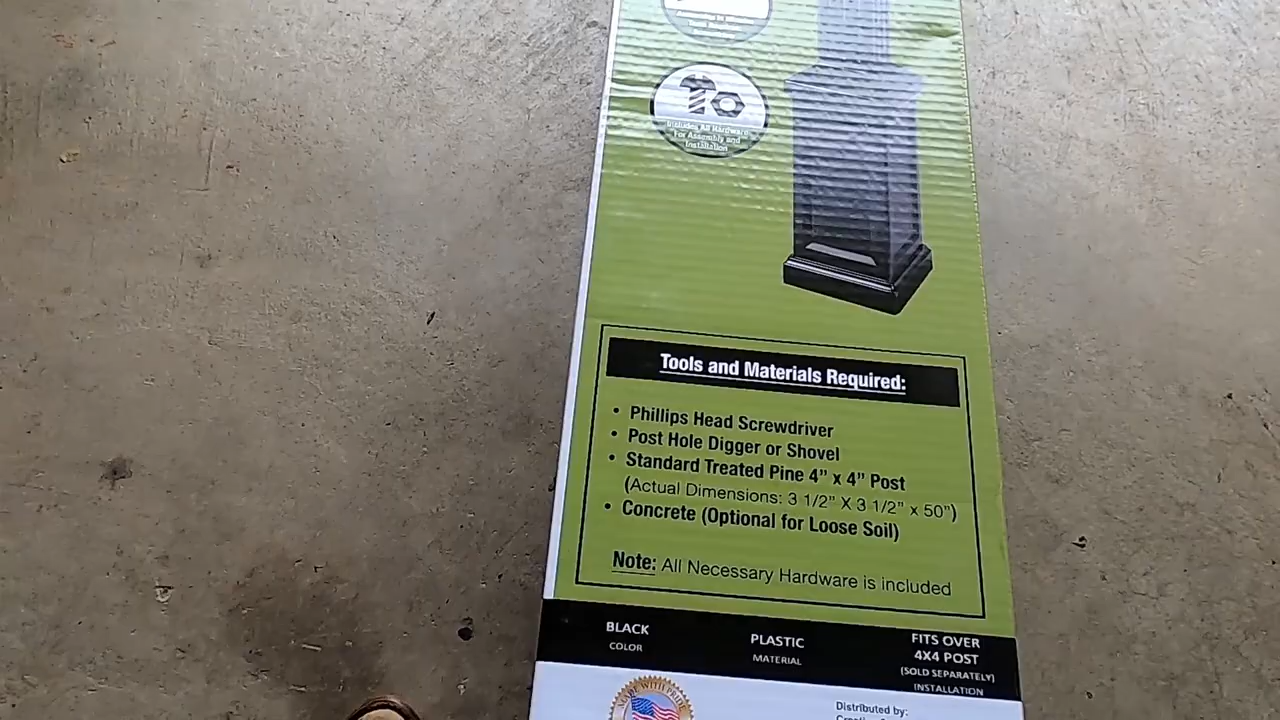 Includes All Hardware
For Assembly and
Installation
Tools and Materials Required:
• Phillips Head Screwdriver
• Post Hole Digger or Shovel
• Standard Treated Pine 4” x 4” Post
(Actual Dimensions: 3 1/2” X 3 1/2” x 50”)
• Concrete (Optional for Loose Soil)
Note: All Necessary Hardware is included
BLACK
COLOR
PLASTIC
MATERIAL
FITS OVER
4X4 POST
(SOLD SEPARATELY)
INSTALLATION
MADE WITH PRIDE
Distributed by: